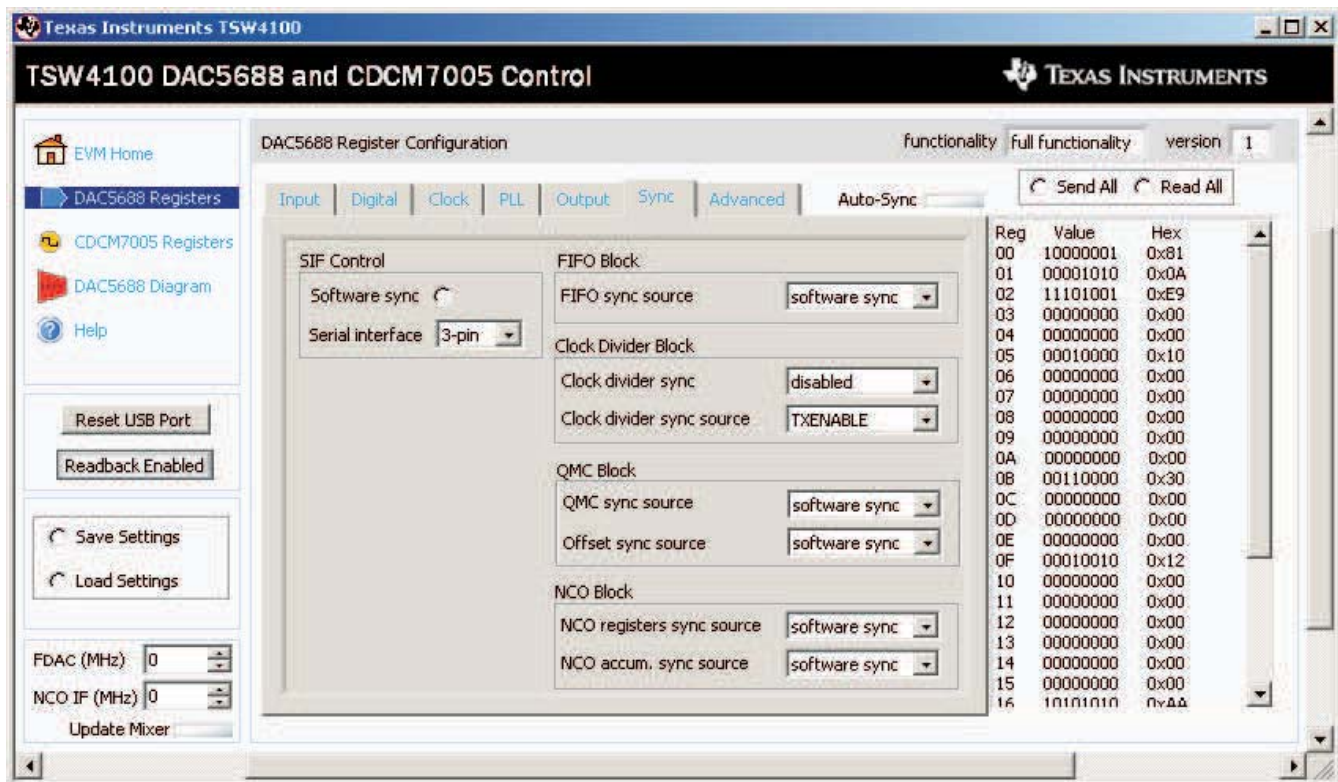 Texas Instruments TSW4100
TSW4100 DAC5688 and CDCM7005 Control
TEXAS INSTRUMENTS
EVM Home
DAC5688 Registers
CDCM7005 Registers
DAC5688 Diagram
Help
Reset USB Port
Readback Enabled
Save Settings
Load Settings
FDAC (MHz) 0
NCO IF (MHz) 0
Update Mixer
DAC5688 Register Configuration
functionality full functionality version 1
Input Digital Clock PLL Output Sync Advanced Auto-Sync
SIF Control
Software sync
Serial interface 3-pin
FIFO Block
FIFO sync source software sync
Clock Divider Block
Clock divider sync disabled
Clock divider sync source TXENABLE
QMC Block
QMC sync source software sync
Offset sync source software sync
NCO Block
NCO registers sync source software sync
NCO accum. sync source software sync
Send All Read All
Reg Value Hex
00 10000001 0x81
01 00001010 0x0A
02 11101001 0xE9
03 00000000 0x00
04 00000000 0x00
05 00010000 0x10
06 00000000 0x00
07 00000000 0x00
08 00000000 0x00
09 00000000 0x00
0A 00000000 0x00
0B 00110000 0x30
0C 00000000 0x00
0D 00000000 0x00
0E 00000000 0x00
0F 00010010 0x12
10 00000000 0x00
11 00000000 0x00
12 00000000 0x00
13 00000000 0x00
14 00000000 0x00
15 00000000 0x00
16 10101010 0xAA